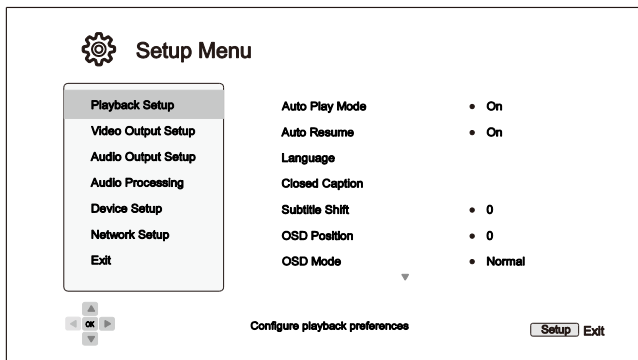 Setup Menu
Playback Setup
Video Output Setup
Audio Output Setup
Audio Processing
Device Setup
Network Setup
Exit
Auto Play Mode • On
Auto Resume • On
Language
Closed Caption
Subtitle Shift • 0
OSD Position • 0
OSD Mode • Normal
OK
Configure playback preferences
Setup Exit